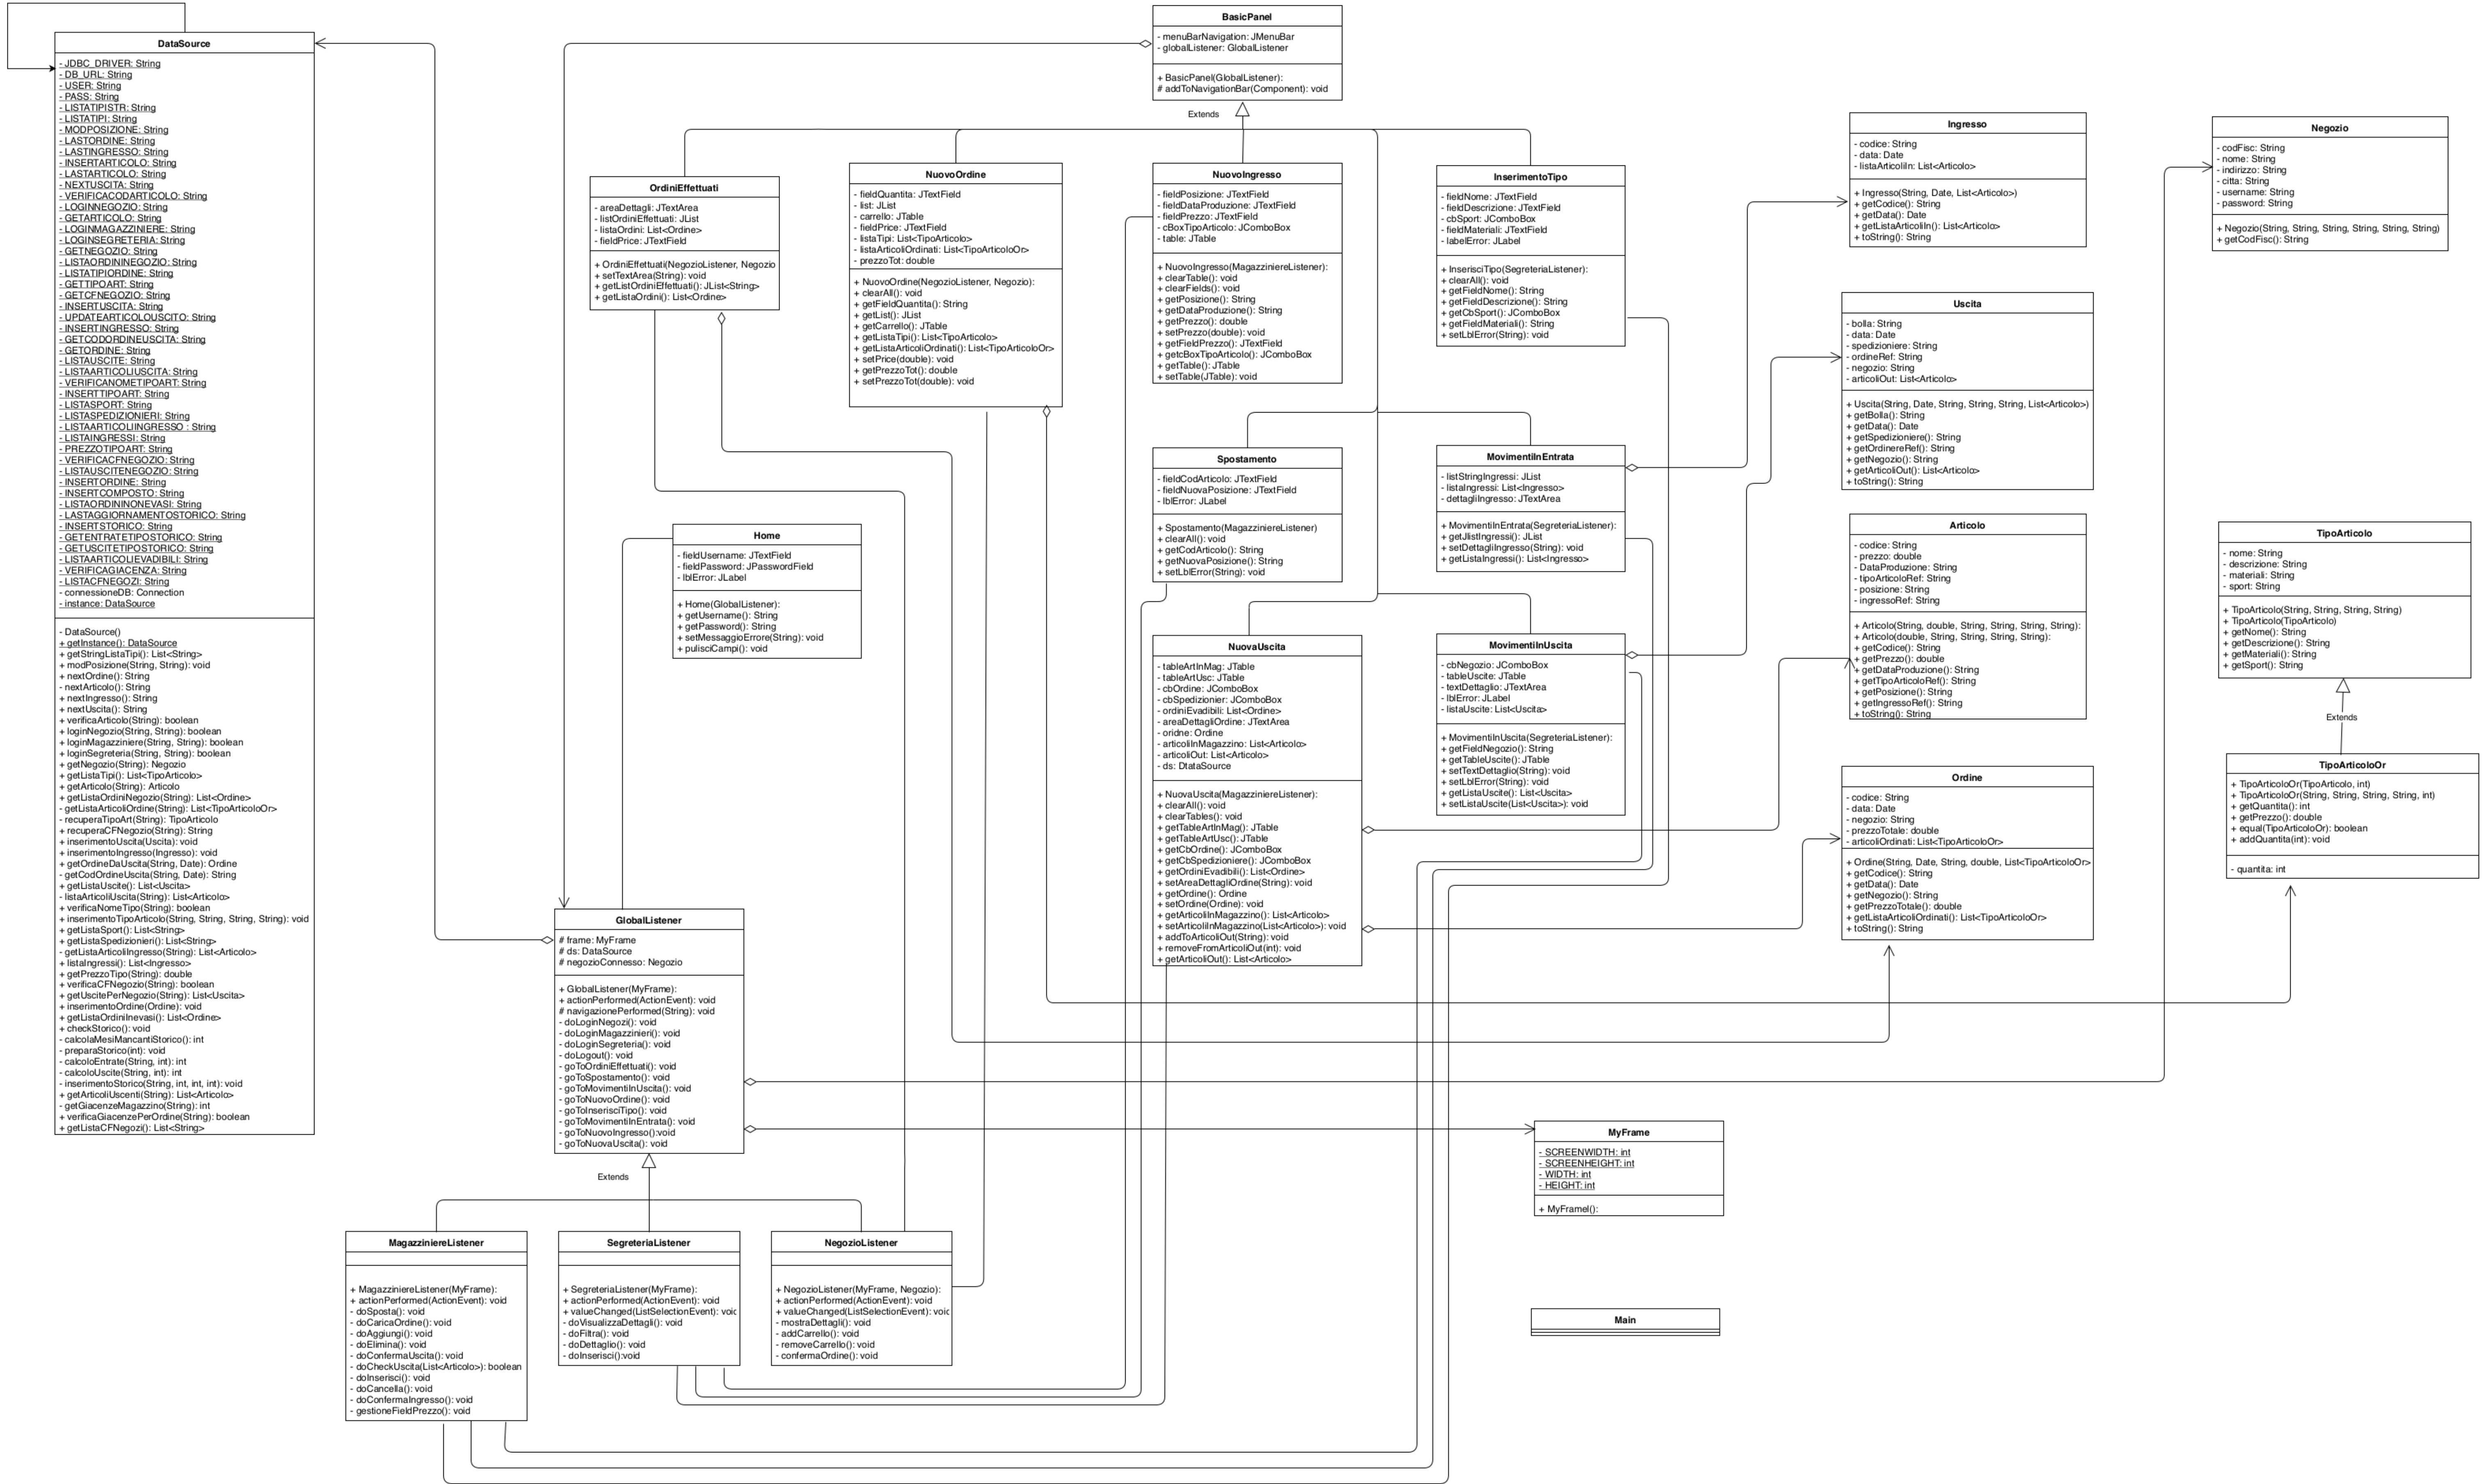 DataSource
- JDBC_DRIVER: String
- DB_URL: String
- USER: String
- PASS: String
- LISTATIPISTR: String
- LISTATIPI: String
- MODPOSIZIONE: String
- LASTORDINE: String
- LASTINGRESSO: String
- INSERTARTICOLO: String
- LASTARTICOLO: String
- NEXTUSCITA: String
- VERIFICACODARTICOLO: String
- LOGINNEGOZIO: String
- GETARTICOLO: String
- LOGINMAGAZZINIERE: String
- LOGINSEGRETERIA: String
- GETNEGOZIO: String
- LISTAORDININEGOZIO: String
- LISTATIPIORDINE: String
- GETTIPOART: String
- GETCFNEGOZIO: String
- INSERTUSCITA: String
- UPDATEARTICOLOUSCITO: String
- INSERTINGRESSO: String
- GETCODORDINEUSCITA: String
- GETORDINE: String
- LISTAUSCITE: String
- LISTAARTICOLIUSCITA: String
- VERIFICANOMETIPOART: String
- INSERTTIPOART: String
- LISTASPORT: String
- LISTASPEDIZIONIERI: String
- LISTAARTICOLIINGRESSO : String
- LISTAINGRESSI: String
- PREZZOTIPOART: String
- VERIFICACFNEGOZIO: String
- LISTAUSCITENEGOZIO: String
- INSERTORDINE: String
- INSERTCOMPOSTO: String
- LISTAORDININONEVASI: String
- LASTAGGIORNAMENTOSTORICO: String
- INSERTSTORICO: String
- GETENTRATETIPOSTORICO: String
- GETUSCITETIPOSTORICO: String
- LISTAARTICOLIEVADIBILI: String
- VERIFICAGIACENZA: String
- LISTACFNEGOZI: String
- connessioneDB: Connection
- instance: DataSource
- DataSource()
+ getInstance(): DataSource
+ getStringListaTipi(): List<String>
+ modPosizione(String, String): void
+ nextOrdine(): String
- nextArticolo(): String
+ nextIngresso(): String
+ nextUscita(): String
+ verificaArticolo(String): boolean
+ loginNegozio(String, String): boolean
+ loginMagazziniere(String, String): boolean
+ loginSegreteria(String, String): boolean
+ getNegozio(String): Negozio
+ getListaTipi(): List<TipoArticolo>
+ getArticolo(String): Articolo
+ getListaOrdiniNegozio(String): List<Ordine>
- getListaArticoliOrdine(String): List<TipoArticoloOr>
- recuperaTipoArt(String): TipoArticolo
+ recuperaCFNegozio(String): String
+ inserimentoUscita(Uscita): void
+ inserimentoIngresso(Ingresso): void
+ getOrdineDaUscita(String, Date): Ordine
- getCodOrdineUscita(String, Date): String
+ getListaUscite(): List<Uscita>
- listaArticoliUscita(String): List<Articolo>
+ verificaNomeTipo(String): boolean
+ inserimentoTipoArticolo(String, String, String, String): void
+ getListaSport(): List<String>
+ getListaSpedizionieri(): List<String>
- getListaArticoliIngresso(String): List<Articolo>
+ listaIngressi(): List<Ingresso>
+ getPrezzoTipo(String): double
+ verificaCFNegozio(String): boolean
+ getUscitePerNegozio(String): List<Uscita>
+ inserimentoOrdine(Ordine): void
+ getListaOrdiniInevasi(): List<Ordine>
+ checkStorico(): void
- calcolaMesiMancantiStorico(): int
- preparaStorico(int): void
- calcoloEntrate(String, int): int
- calcoloUscite(String, int): int
- inserimentoStorico(String, int, int, int): void
+ getArticoliUscenti(String): List<Articolo>
- getGiacenzeMagazzino(String): int
+ verificaGiacenzePerOrdine(String): boolean
+ getListaCFNegozi(): List<String>
BasicPanel
- menuBarNavigation: JMenuBar
- globalListener: GlobalListener
+ BasicPanel(GlobalListener):
# addToNavigationBar(Component): void
Extends
OrdiniEffettuati
- areaDettagli: JTextArea
- listOrdiniEffettuati: JList
- listaOrdini: List<Ordine>
- fieldPrice: JTextField
+ OrdiniEffettuati(NegozioListener, Negozio
+ setTextArea(String): void
+ getListOrdiniEffettuati(): JList<String>
+ getListaOrdini(): List<Ordine>
NuovoOrdine
- fieldQuantita: JTextField
- list: JList
- carrello: JTable
- fieldPrice: JTextField
- listaTipi: List<TipoArticolo>
- listaArticoliOrdinati: List<TipoArticoloOr>
- prezzoTot: double
+ NuovoOrdine(NegozioListener, Negozio):
+ clearAll(): void
+ getFieldQuantita(): String
+ getList(): JList
+ getCarrello(): JTable
+ getListaTipi(): List<TipoArticolo>
+ getListaArticoliOrdinati(): List<TipoArticoloOr>
+ setPrice(double): void
+ getPrezzoTot(): double
+ setPrezzoTot(double): void
NuovoIngresso
- fieldPosizione: JTextField
- fieldDataProduzione: JTextField
- fieldPrezzo: JTextField
- cBoxTipoArticolo: JComboBox
- table: JTable
+ NuovoIngresso(MagazziniereListener):
+ clearTable(): void
+ clearFields(): void
+ getPosizione(): String
+ getDataProduzione(): String
+ getPrezzo(): double
+ setPrezzo(double): void
+ getFieldPrezzo(): JTextField
+ getcBoxTipoArticolo(): JComboBox
+ getTable(): JTable
+ setTable(JTable): void
InserimentoTipo
- fieldNome: JTextField
- fieldDescrizione: JTextField
- cbSport: JComboBox
- fieldMateriali: JTextField
- labelError: JLabel
+ InserisciTipo(SegreteriaListener):
+ clearAll(): void
+ getFieldNome(): String
+ getFieldDescrizione(): String
+ getCbSport(): JComboBox
+ getFieldMateriali(): String
+ setLblError(String): void
Ingresso
- codice: String
- data: Date
- listaArticoliIn: List<Articolo>
+ Ingresso(String, Date, List<Articolo>)
+ getCodice(): String
+ getData(): Date
+ getListaArticoliIn(): List<Articolo>
+ toString(): String
Negozio
- codFisc: String
- nome: String
- indirizzo: String
- citta: String
- username: String
- password: String
+ Negozio(String, String, String, String, String, String)
+ getCodFisc(): String
Uscita
- bolla: String
- data: Date
- spedizioniere: String
- ordineRef: String
- negozio: String
- articoliOut: List<Articolo>
+ Uscita(String, Date, String, String, String, List<Articolo>)
+ getBolla(): String
+ getData(): Date
+ getSpedizioniere(): String
+ getOrdinereRef(): String
+ getNegozio(): String
+ getArticoliOut(): List<Articolo>
+ toString(): String
Spostamento
- fieldCodArticolo: JTextField
- fieldNuovaPosizione: JTextField
- lblError: JLabel
+ Spostamento(MagazziniereListener)
+ clearAll(): void
+ getCodArticolo(): String
+ getNuovaPosizione(): String
+ setLblError(String): void
MovimentiInEntrata
- listStringIngressi: JList
- listaIngressi: List<Ingresso>
- dettagliIngresso: JTextArea
+ MovimentiInEntrata(SegreteriaListener):
+ getJlistIngressi(): JList
+ setDettagliIngresso(String): void
+ getListaIngressi(): List<Ingresso>
Home
- fieldUsername: JTextField
- fieldPassword: JPasswordField
- lblError: JLabel
+ Home(GlobalListener):
+ getUsername(): String
+ getPassword(): String
+ setMessaggioErrore(String): void
+ pulisciCampi(): void
Articolo
- codice: String
- prezzo: double
- DataProduzione: String
- tipoArticoloRef: String
- posizione: String
- ingressoRef: String
+ Articolo(String, double, String, String, String, String):
+ Articolo(double, String, String, String, String):
+ getCodice(): String
+ getPrezzo(): double
+ getDataProduzione(): String
+ getTipoArticoloRef(): String
+ getPosizione(): String
+ getIngressoRef(): String
+ toString(): String
TipoArticolo
- nome: String
- descrizione: String
- materiali: String
- sport: String
+ TipoArticolo(String, String, String, String)
+ TipoArticolo(TipoArticolo)
+ getNome(): String
+ getDescrizione(): String
+ getMateriali(): String
+ getSport(): String
Extends
NuovaUscita
- tableArtInMag: JTable
- tableArtUsc: JTable
- cbOrdine: JComboBox
- cbSpedizionier: JComboBox
- ordiniEvadibili: List<Ordine>
- areaDettagliOrdine: JTextArea
- oridne: Ordine
- articoliInMagazzino: List<Articolo>
- articoliOut: List<Articolo>
- ds: DtataSource
+ NuovaUscita(MagazziniereListener):
+ clearAll(): void
+ clearTables(): void
+ getTableArtInMag(): JTable
+ getTableArtUsc(): JTable
+ getCbOrdine(): JComboBox
+ getCbSpedizioniere(): JComboBox
+ getOrdiniEvadibili(): List<Ordine>
+ setAreaDettagliOrdine(String): void
+ getOrdine(): Ordine
+ setOrdine(Ordine): void
+ getArticoliInMagazzino(): List<Articolo>
+ setArticoliInMagazzino(List<Articolo>): void
+ addToArticoliOut(String): void
+ removeFromArticoliOut(int): void
+ getArticoliOut(): List<Articolo>
MovimentiInUscita
- cbNegozio: JComboBox
- tableUscite: JTable
- textDettaglio: JTextArea
- lblError: JLabel
- listaUscite: List<Uscita>
+ MovimentiInUscita(SegreteriaListener):
+ getFieldNegozio(): String
+ getTableUscite(): JTable
+ setTextDettaglio(String): void
+ setLblError(String): void
+ getListaUscite(): List<Uscita>
+ setListaUscite(List<Uscita>): void
Ordine
- codice: String
- data: Date
- negozio: String
- prezzoTotale: double
- articoliOrdinati: List<TipoArticoloOr>
+ Ordine(String, Date, String, double, List<TipoArticoloOr>
+ getCodice(): String
+ getData(): Date
+ getNegozio(): String
+ getPrezzoTotale(): double
+ getListaArticoliOrdinati(): List<TipoArticoloOr>
+ toString(): String
TipoArticoloOr
+ TipoArticoloOr(TipoArticolo, int)
+ TipoArticoloOr(String, String, String, String, int)
+ getQuantita(): int
+ getPrezzo(): double
+ equal(TipoArticoloOr): boolean
+ addQuantita(int): void
- quantita: int
GlobalListener
# frame: MyFrame
# ds: DataSource
# negozioConnesso: Negozio
+ GlobalListener(MyFrame):
+ actionPerformed(ActionEvent): void
# navigazionePerformed(String): void
- doLoginNegozi(): void
- doLoginMagazzinieri(): void
- doLoginSegreteria(): void
- doLogout(): void
- goToOrdiniEffettuati(): void
- goToSpostamento(): void
- goToMovimentiInUscita(): void
- goToNuovoOrdine(): void
- goToInserisciTipo(): void
- goToMovimentiInEntrata(): void
- goToNuovoIngresso():void
- goToNuovaUscita(): void
Extends
MyFrame
- SCREENWIDTH: int
- SCREENHEIGHT: int
- WIDTH: int
- HEIGHT: int
+ MyFramel():
MagazziniereListener
+ MagazziniereListener(MyFrame):
+ actionPerformed(ActionEvent): void
- doSposta(): void
- doCaricaOrdine(): void
- doAggiungi(): void
- doElimina(): void
- doConfermaUscita(): void
- doCheckUscita(List<Articolo>): boolean
- doInserisci(): void
- doCancella(): void
- doConfermaIngresso(): void
- gestioneFieldPrezzo(): void
SegreteriaListener
+ SegreteriaListener(MyFrame):
+ actionPerformed(ActionEvent): void
+ valueChanged(ListSelectionEvent): void
- doVisualizzaDettagli(): void
- doFiltra(): void
- doDettaglio(): void
- doInserisci():void
NegozioListener
+ NegozioListener(MyFrame, Negozio):
+ actionPerformed(ActionEvent): void
+ valueChanged(ListSelectionEvent): void
- mostraDettagli(): void
- addCarrello(): void
- removeCarrello(): void
- confermaOrdine(): void
Main